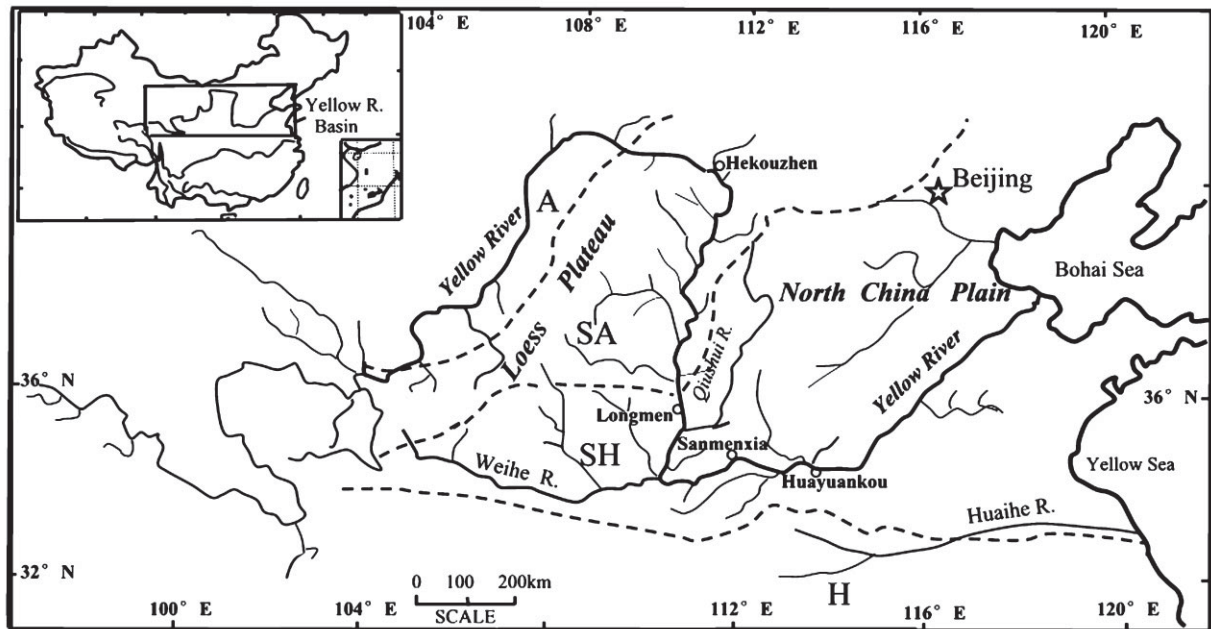 104° E 108° E 112° E 116° E 120° E
Yellow R.
Basin
Hekouzhen
Beijing
A
Yellow River
Plateau
Loess
Bohai Sea
North China Plain
SA
Qiushui R.
Yellow River
36° N
36° N
Longmen
Sanmenxia
SH
Weihe R.
Huayuankou
Yellow Sea
Huaihe R.
32° N
0 100 200km
SCALE
H
100° E 104° E 108° E 112° E 116° E 120° E